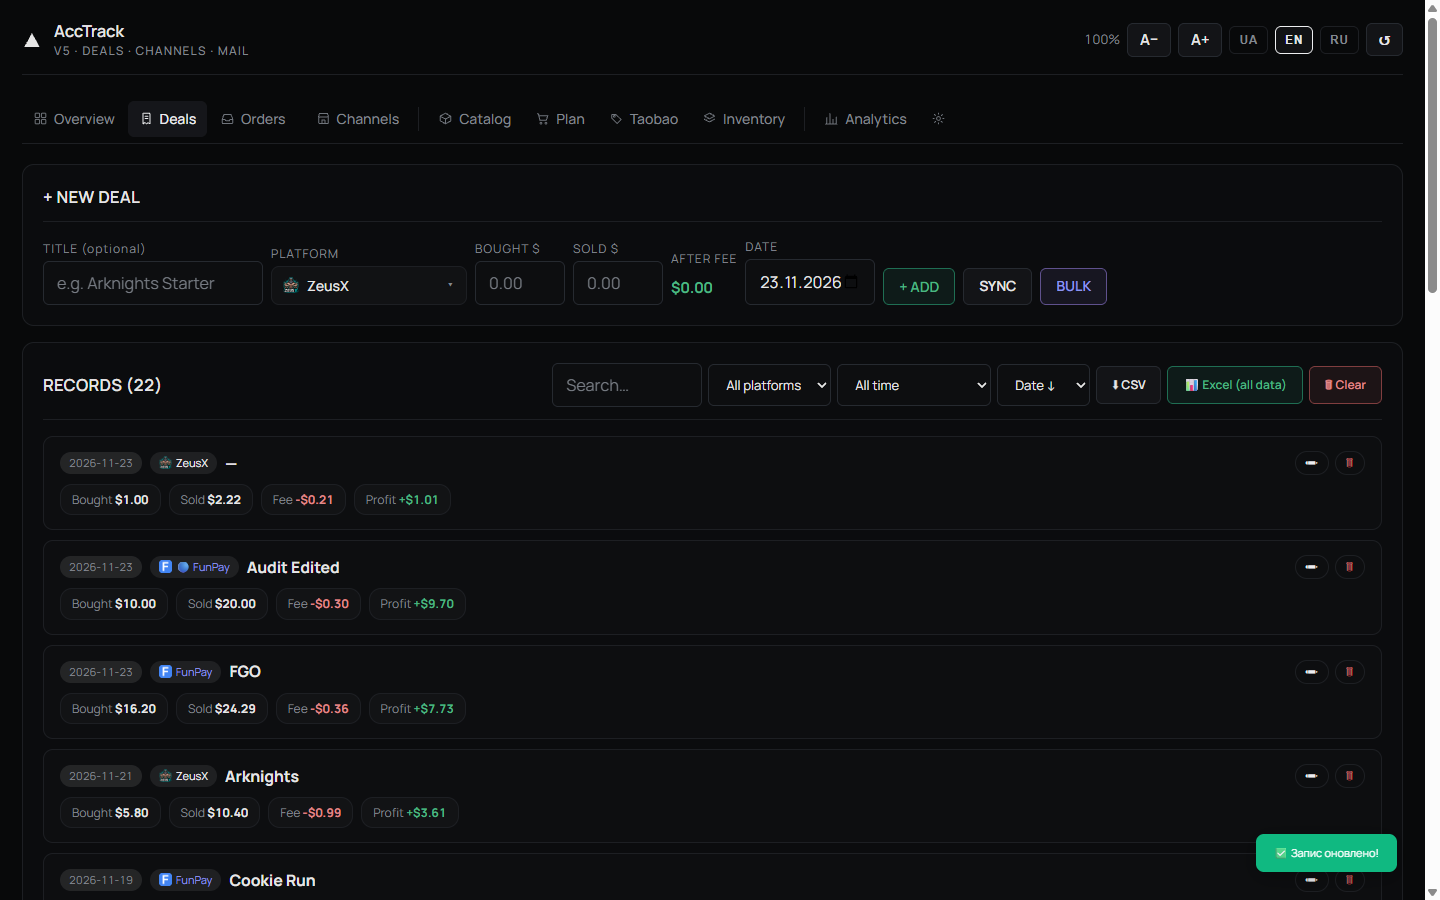 AccTrack
V5 · DEALS · CHANNELS · MAIL
100% A− A+ UA EN RU ↺
Overview Deals Orders Channels Catalog Plan Taobao Inventory Analytics
+ NEW DEAL
TITLE (optional) PLATFORM BOUGHT $ SOLD $ AFTER FEE DATE
e.g. Arknights Starter ZeusX 0.00 0.00 $0.00 23.11.2026 + ADD SYNC BULK
RECORDS (22) Search... All platforms All time Date ↓ ⬇CSV Excel (all data) Clear
2026-11-23 ZeusX —
Bought $1.00 Sold $2.22 Fee -$0.21 Profit +$1.01
2026-11-23 F FunPay Audit Edited
Bought $10.00 Sold $20.00 Fee -$0.30 Profit +$9.70
2026-11-23 F FunPay FGO
Bought $16.20 Sold $24.29 Fee -$0.36 Profit +$7.73
2026-11-21 ZeusX Arknights
Bought $5.80 Sold $10.40 Fee -$0.99 Profit +$3.61
2026-11-19 F FunPay Cookie Run
✅ Запис оновлено!